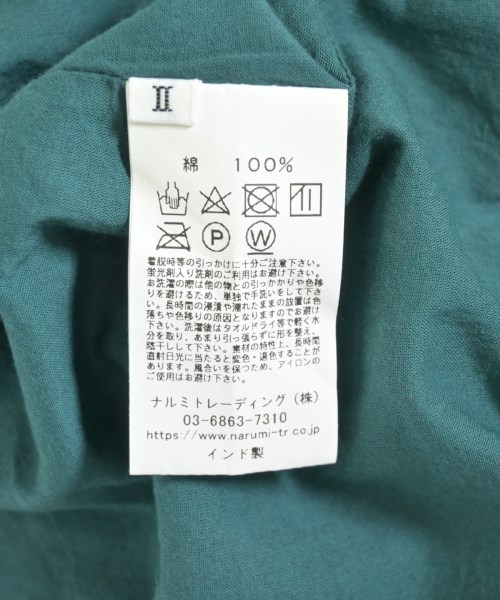 II
綿 100%
P W
着脱時等の引っかけに十分ご注意下さい。
蛍光剤入り洗剤のご利用はお避け下さい。
お洗濯の際は他の物との引っかかりや色移
りを避けるため、単独で手洗いをして下さ
い。長時間の浸漬や濡れたままの放置は色
落ちや色移りの原因となりますのでお避け
下さい。洗濯後はタオルドライ等で軽く水
分を取り、あまり引っ張らずに形を整え、
陰干しして下さい。素材の特性上、長時間
直射日光に当たると変色・退色することが
あります。風合いを保つため、アイロンの
ご使用はお避け下さい。
ナルミトレーディング(株)
03-6863-7310
https://www.narumi-tr.co.jp
インド製